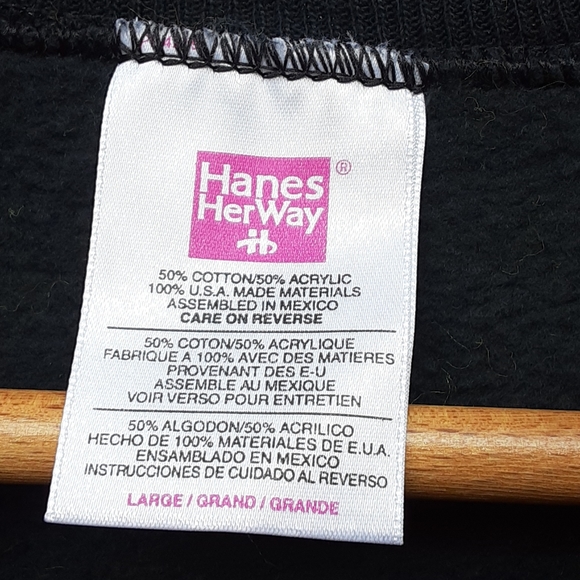 Hanes ®
HerWay
50% COTTON/50% ACRYLIC
100% U.S.A. MADE MATERIALS
ASSEMBLED IN MEXICO
CARE ON REVERSE
50% COTON/50% ACRYLIQUE
FABRIQUE A 100% AVEC DES MATIERES
PROVENANT DES E-U
ASSEMBLE AU MEXIQUE
VOIR VERSO POUR ENTRETIEN
50% ALGODON/50% ACRILICO
HECHO DE 100% MATERIALES DE E.U.A.
ENSAMBLADO EN MEXICO
INSTRUCCIONES DE CUIDADO AL REVERSO
LARGE / GRAND / GRANDE